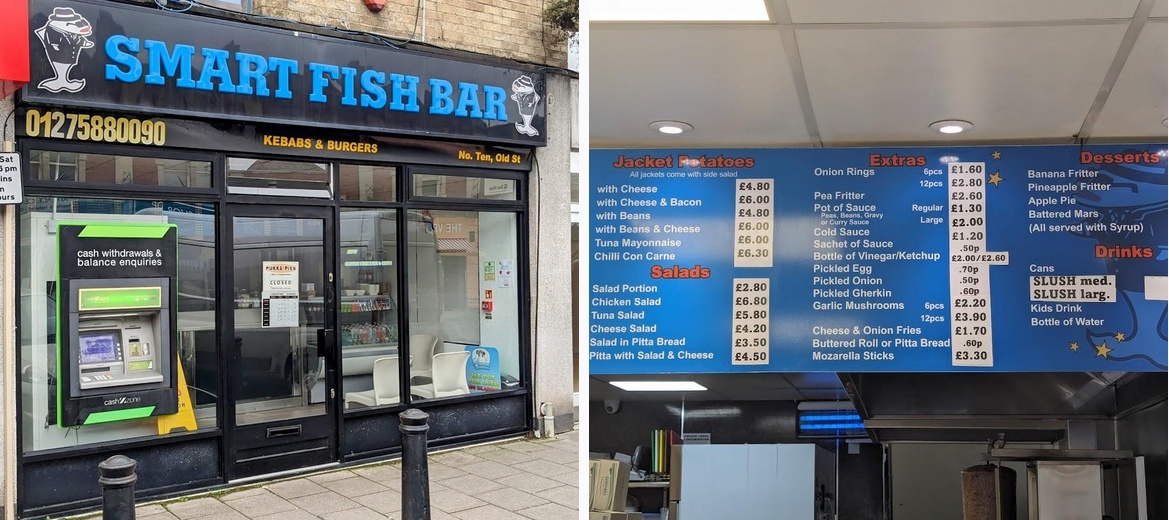 SMART FISH BAR
01275880090
KEBABS & BURGERS
No. Ten, Old St
Sat
cash withdrawals &
balance enquiries
PUKKA-PIES
CLOSED
cashzone
THE VE
Jacket Potatoes
All jackets come with side salad
with Cheese £4.80
with Cheese & Bacon £6.00
with Beans £4.80
with Beans & Cheese £6.00
Tuna Mayonnaise £6.00
Chilli Con Carne £6.30
Salads
Salad Portion £2.80
Chicken Salad £6.80
Tuna Salad £5.80
Cheese Salad £4.20
Salad in Pitta Bread £3.50
Pitta with Salad & Cheese £4.50
Extras
Onion Rings 6pcs £1.60
12pcs £2.80
Pea Fritter £2.60
Pot of Sauce Regular £1.30
Peas, Beans, Gravy
or Curry Sauce Large £2.00
Cold Sauce £1.20
Sachet of Sauce .50p
Bottle of Vinegar/Ketchup £2.00/£2.60
Pickled Egg .70p
Pickled Onion .50p
Pickled Gherkin .60p
Garlic Mushrooms 6pcs £2.20
12pcs £3.90
Cheese & Onion Fries £1.70
Buttered Roll or Pitta Bread .60p
Mozarella Sticks £3.30
Desserts
Banana Fritter
Pineapple Fritter
Apple Pie
Battered Mars
(All served with Syrup)
Drinks
Cans
SLUSH med.
SLUSH larg.
Kids Drink
Bottle of Water